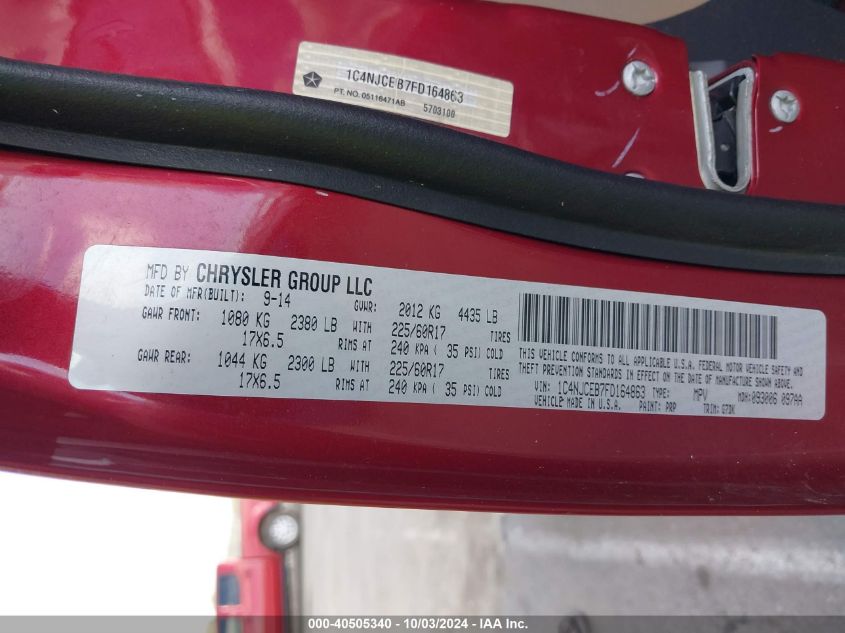 1C4NJCEB7FD164863
PT. NO. 05116471AB 5703100
MFD BY CHRYSLER GROUP LLC
DATE OF MFR(BUILT): 9-14 GVWR: 2012 KG 4435 LB
GAWR FRONT: 1080 KG 2380 LB WITH 225/60R17 TIRES
17X6.5 RIMS AT 240 KPA ( 35 PSI) COLD
GAWR REAR: 1044 KG 2300 LB WITH 225/60R17 TIRES
17X6.5 RIMS AT 240 KPA ( 35 PSI) COLD
THIS VEHICLE CONFORMS TO ALL APPLICABLE U.S.A. FEDERAL MOTOR VEHICLE SAFETY AND
THEFT PREVENTION STANDARDS IN EFFECT ON THE DATE OF MANUFACTURE SHOWN ABOVE.
VIN: 1C4NJCEB7FD164863 TYPE: MPV MDH: 093006 097AA
VEHICLE MADE IN U.S.A. PAINT: PRP TRIM: G7DK
000-40505340 - 10/03/2024 - IAA Inc.